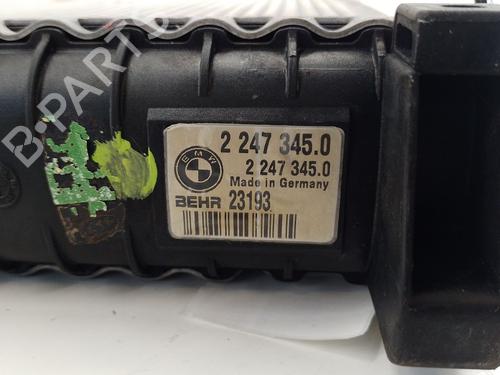 B-PARTS
2 247 345.0
BMW
2 247 345.0
Made in Germany
BEHR 23193